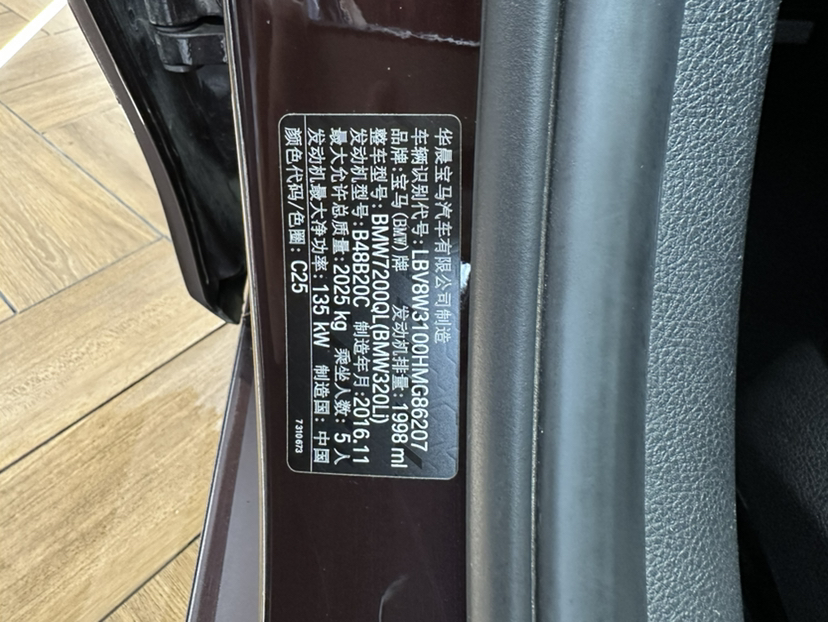 华晨宝马汽车有限公司制造
车辆识别代号: LBV8W3100HMG86207
品牌:宝马(BMW)牌 发动机排量: 1998 ml
整车型号: BMW7200QL(BMW320Li)
发动机型号: B48B20C 制造年月:2016.11
最大允许总质量: 2025 kg 乘坐人数: 5人
发动机最大净功率: 135 kW 制造国: 中国
颜色代码/色圈: C25
7310673